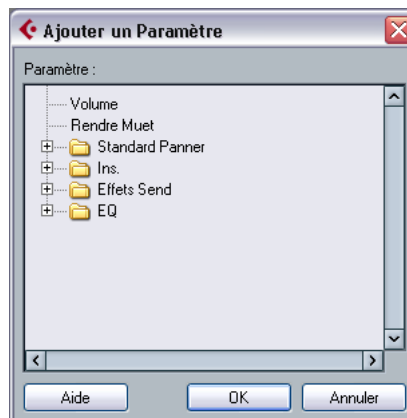 Ajouter un Paramètre
Paramètre :
Volume
Rendre Muet
Standard Panner
Ins.
Effets Send
EQ
Aide
OK
Annuler